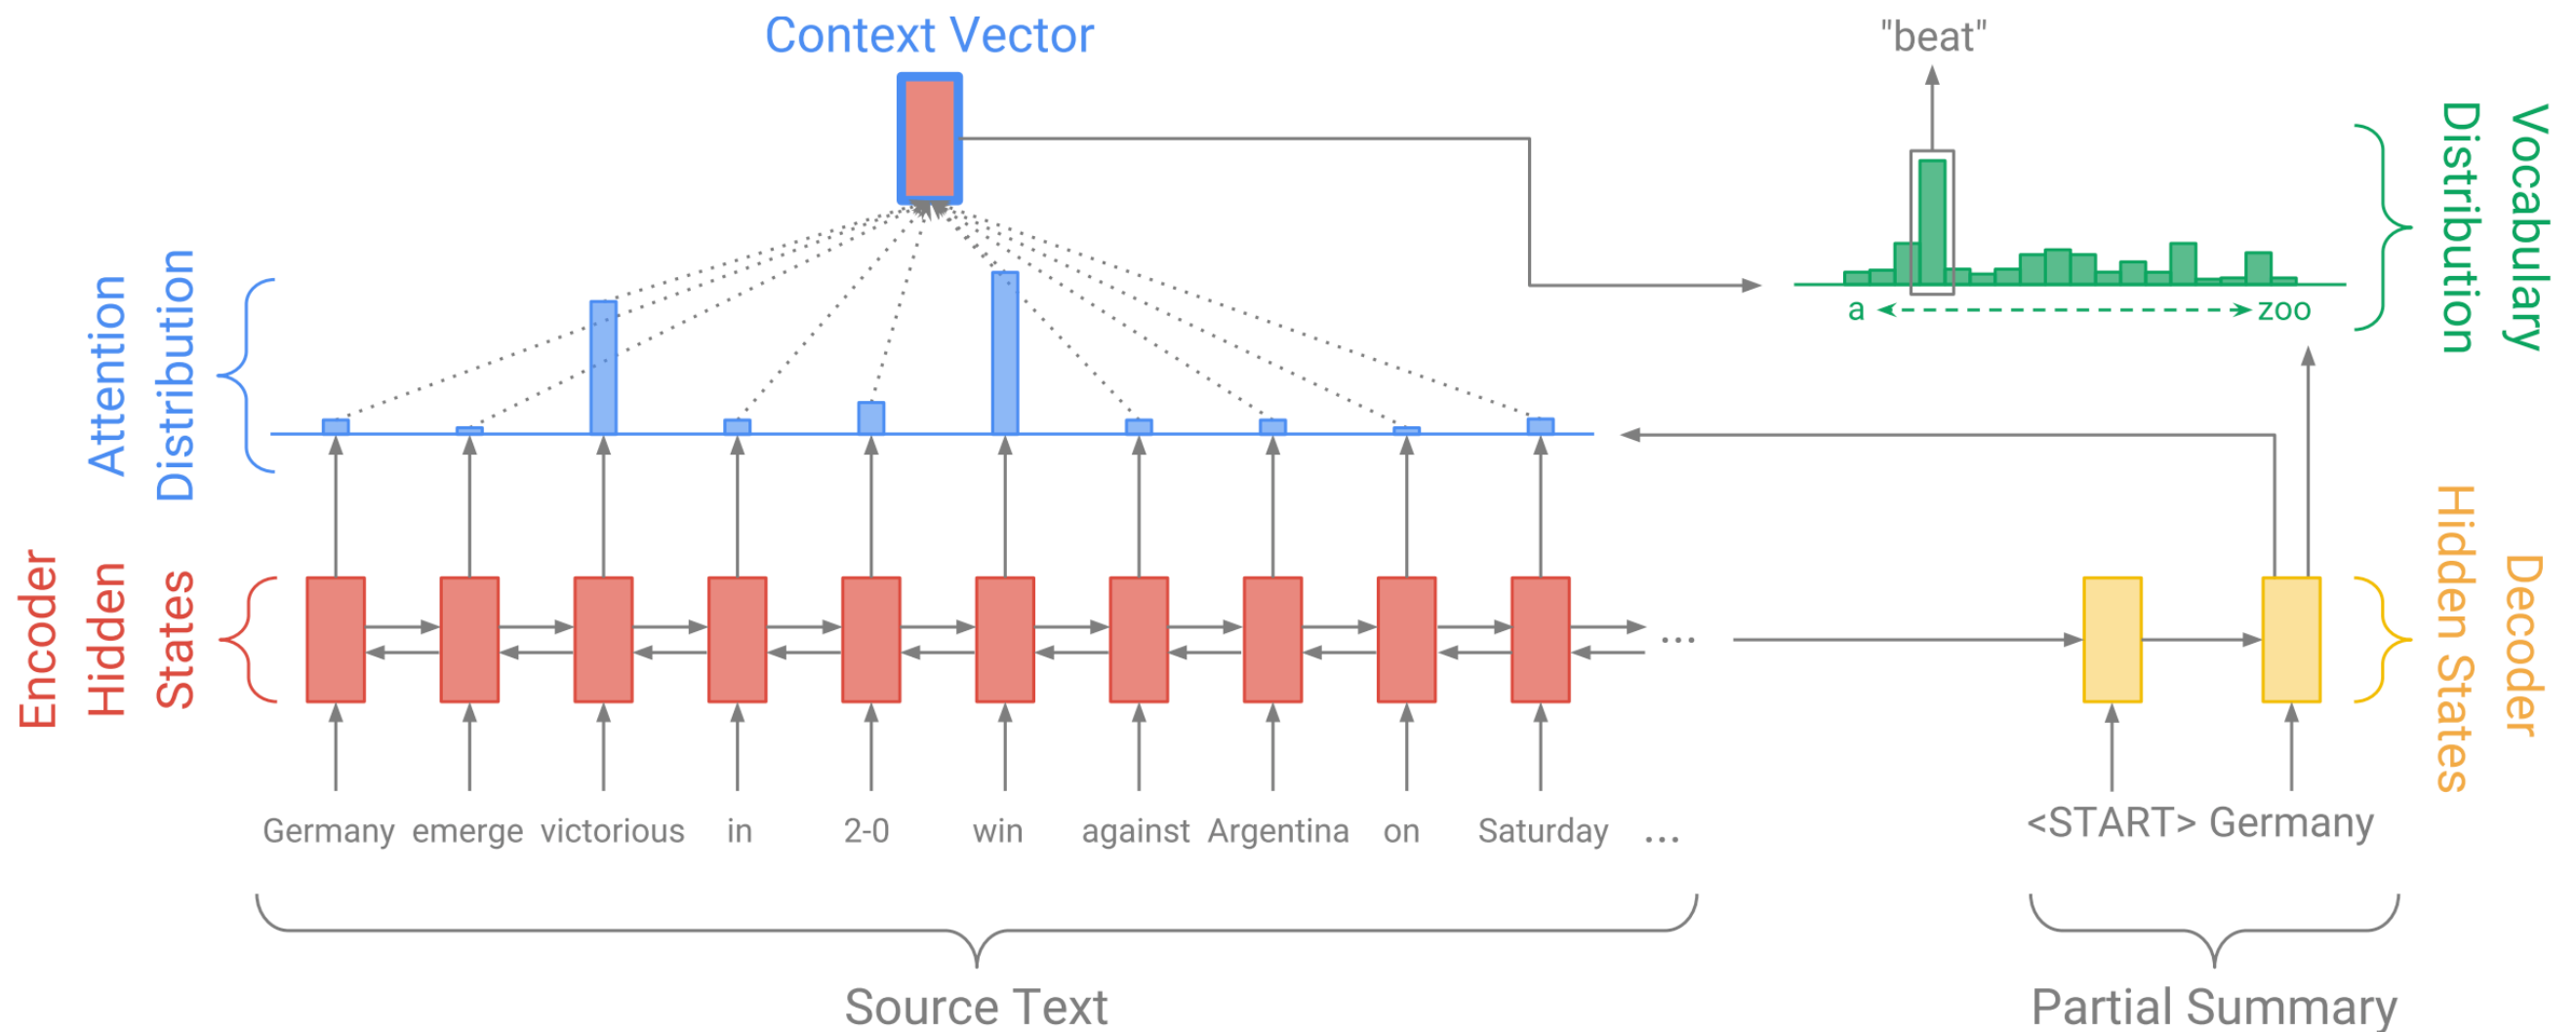 Context Vector
"beat"
Attention
Distribution
a
zoo
Vocabulary
Distribution
Encoder
Hidden
States
...
Decoder
Hidden States
Germany emerge victorious in 2-0 win against Argentina on Saturday ...
<START> Germany
Source Text
Partial Summary